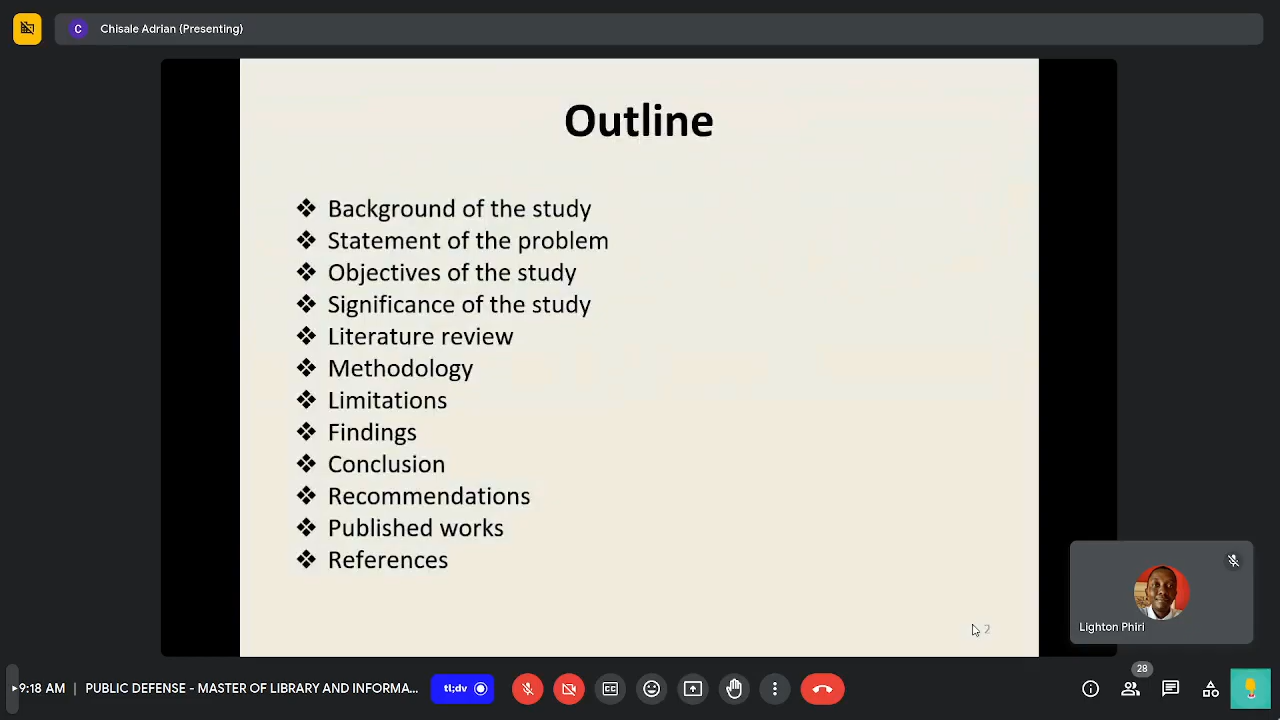 C Chisale Adrian (Presenting)
Outline
❖ Background of the study
❖ Statement of the problem
❖ Objectives of the study
❖ Significance of the study
❖ Literature review
❖ Methodology
❖ Limitations
❖ Findings
❖ Conclusion
❖ Recommendations
❖ Published works
❖ References
2
Lighton Phiri
28
9:18 AM | PUBLIC DEFENSE - MASTER OF LIBRARY AND INFORMA...
tl;dv